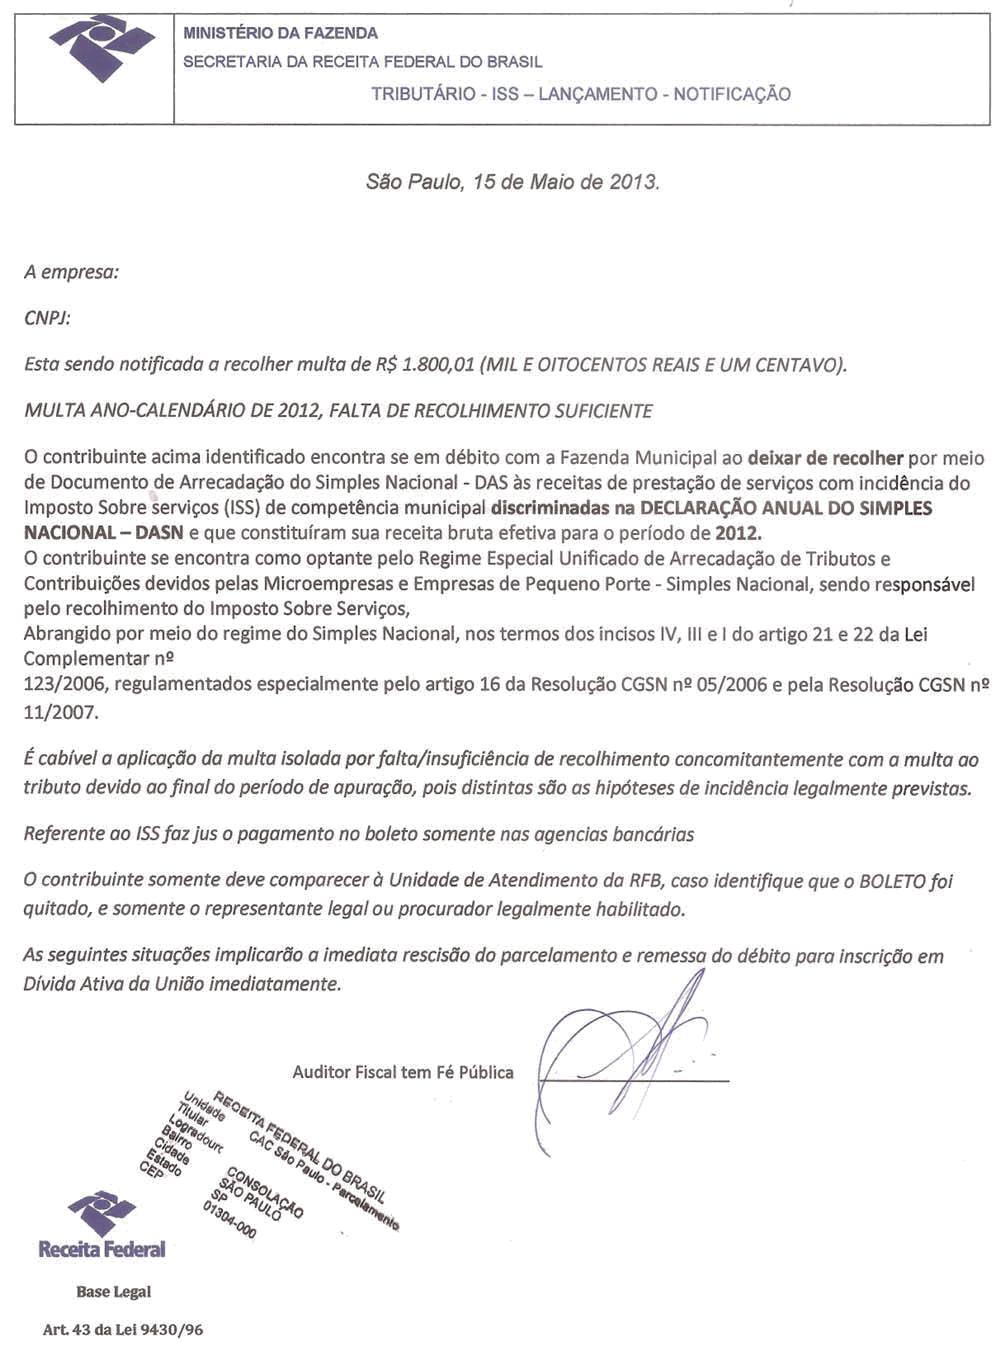 MINISTÉRIO DA FAZENDA
SECRETARIA DA RECEITA FEDERAL DO BRASIL
TRIBUTÁRIO - ISS – LANÇAMENTO - NOTIFICAÇÃO
São Paulo, 15 de Maio de 2013.
A empresa:
CNPJ:
Esta sendo notificada a recolher multa de R$ 1.800,01 (MIL E OITOCENTOS REAIS E UM CENTAVO).
MULTA ANO-CALENDÁRIO DE 2012, FALTA DE RECOLHIMENTO SUFICIENTE
O contribuinte acima identificado encontra se em débito com a Fazenda Municipal ao deixar de recolher por meio
de Documento de Arrecadação do Simples Nacional - DAS às receitas de prestação de serviços com incidência do
Imposto Sobre Serviços (ISS) de competência municipal discriminadas na DECLARAÇÃO ANUAL DO SIMPLES
NACIONAL – DASN e que constituíram sua receita bruta efetiva para o período de 2012.
O contribuinte se encontra como optante pelo Regime Especial Unificado de Arrecadação de Tributos e
Contribuições devidos pelas Microempresas e Empresas de Pequeno Porte - Simples Nacional, sendo responsável
pelo recolhimento do Imposto Sobre Serviços,
Abrangido por meio do regime do Simples Nacional, nos termos dos incisos IV, III e I do artigo 21 e 22 da Lei
Complementar nº
123/2006, regulamentados especialmente pelo artigo 16 da Resolução CGSN nº 05/2006 e pela Resolução CGSN nº
11/2007.
É cabível a aplicação da multa isolada por falta/insuficiência de recolhimento concomitantemente com a multa ao
tributo devido ao final do período de apuração, pois distintas são as hipóteses de incidência legalmente previstas.
Referente ao ISS faz jus o pagamento no boleto somente nas agencias bancárias
O contribuinte somente deve comparecer à Unidade de Atendimento da RFB, caso identifique que o BOLETO foi
quitado, e somente o representante legal ou procurador legalmente habilitado.
As seguintes situações implicarão a imediata rescisão do parcelamento e remessa do débito para inscrição em
Dívida Ativa da União imediatamente.
Auditor Fiscal tem Fé Pública
RECEITA FEDERAL DO BRASIL
Unidade CAC São Paulo - Parcelamento
Titular
Logradouro
Bairro CONSOLAÇÃO
Cidade SÃO PAULO
Estado SP
CEP 01304-000
Receita Federal
Base Legal
Art. 43 da Lei 9430/96